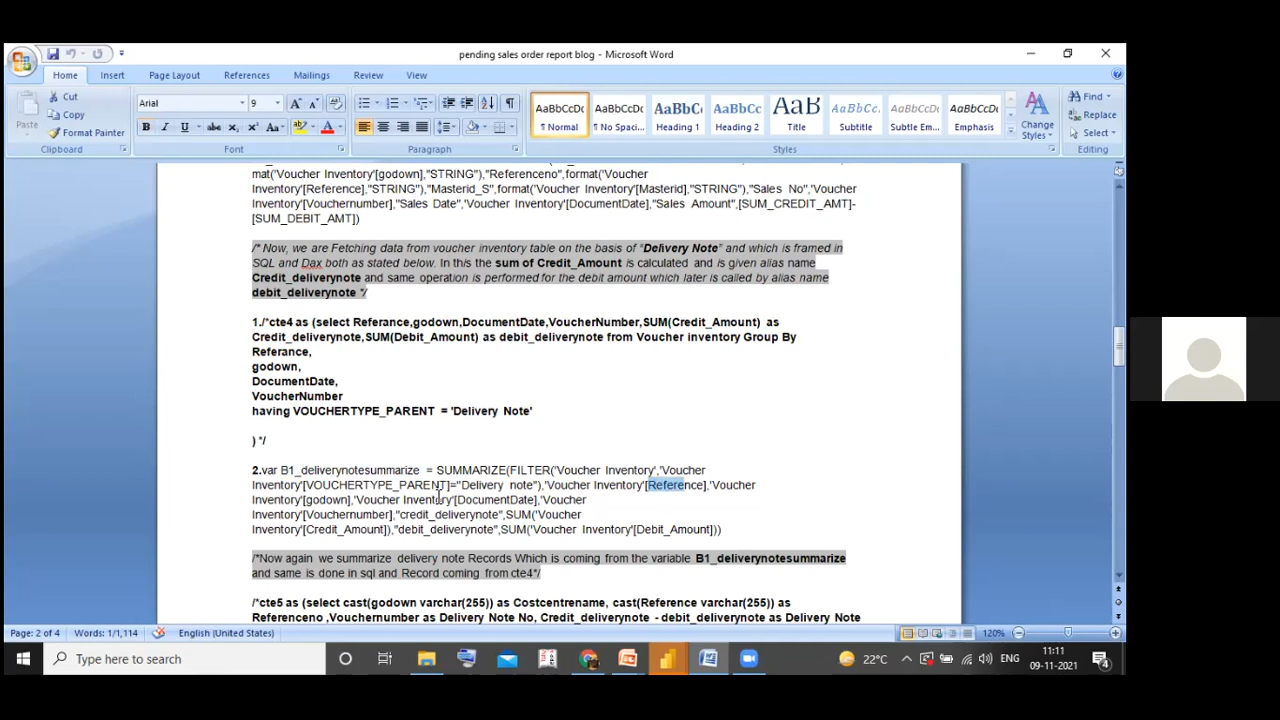 pending sales order report blog - Microsoft Word
Home
Insert
Page Layout
References
Mailings
Review
View
Paste
Cut
Copy
Format Painter
Clipboard
Arial
9
B I U abc x₂ x² Aa
Font
Paragraph
AaBbCcDc
¶ Normal
AaBbCcDc
¶ No Spaci...
AaBbC
Heading 1
AaBbCc
Heading 2
AaB
Title
AaBbCc.
Subtitle
AaBbCcDc
Subtle Em...
AaBbCcDc
Emphasis
Change
Styles
Styles
Find
Replace
Select
Editing
mat('Voucher Inventory'[godown],"STRING"),"Referenceno",format('Voucher
Inventory'[Reference],"STRING"),"Masterid_S",format('Voucher Inventory'[Masterid],"STRING"),"Sales No",'Voucher
Inventory'[Vouchernumber],"Sales Date",'Voucher Inventory'[DocumentDate],"Sales Amount",[SUM_CREDIT_AMT]-
[SUM_DEBIT_AMT])
/* Now, we are Fetching data from voucher inventory table on the basis of "Delivery Note" and which is framed in
SQL and Dax both as stated below. In this the sum of Credit_Amount is calculated and is given alias name
Credit_deliverynote and same operation is performed for the debit amount which later is called by alias name
debit_deliverynote */
1./*cte4 as (select Referance,godown,DocumentDate,VoucherNumber,SUM(Credit_Amount) as
Credit_deliverynote,SUM(Debit_Amount) as debit_deliverynote from Voucher inventory Group By
Referance,
godown,
DocumentDate,
VoucherNumber
having VOUCHERTYPE_PARENT = 'Delivery Note'
) */
2.var B1_deliverynotesummarize = SUMMARIZE(FILTER('Voucher Inventory','Voucher
Inventory'[VOUCHERTYPE_PARENT]="Delivery note"),'Voucher Inventory'[Reference],'Voucher
Inventory'[godown],'Voucher Inventory'[DocumentDate],'Voucher
Inventory'[Vouchernumber],"credit_deliverynote",SUM('Voucher
Inventory'[Credit_Amount]),"debit_deliverynote",SUM('Voucher Inventory'[Debit_Amount]))
/*Now again we summarize delivery note Records Which is coming from the variable B1_deliverynotesummarize
and same is done in sql and Record coming from cte4*/
/*cte5 as (select cast(godown varchar(255)) as Costcentrename, cast(Reference varchar(255)) as
Referenceno ,Vouchernumber as Delivery Note No, Credit_deliverynote - debit_deliverynote as Delivery Note
Page: 2 of 4
Words: 1/1,114
English (United States)
120%
Type here to search
22°C
ENG
11:11
09-11-2021
4